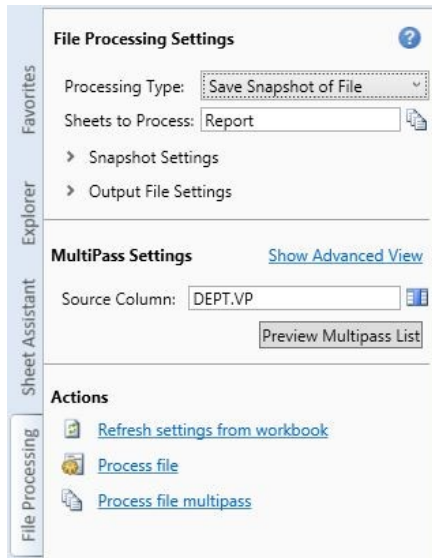 File Processing Settings
Processing Type: Save Snapshot of File
Sheets to Process: Report
Snapshot Settings
Output File Settings
MultiPass Settings Show Advanced View
Source Column: DEPT.VP
Preview Multipass List
Actions
Refresh settings from workbook
Process file
Process file multipass
Favorites
Explorer
Sheet Assistant
File Processing